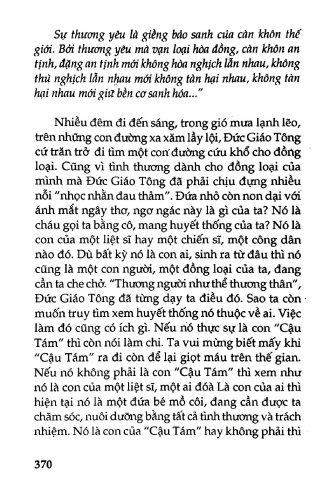 Sự thương yêu là giềng bảo sanh của càn khôn thế
giới. Bởi thương yêu mà vạn loại hòa đồng, càn khôn an
tịnh, đặng an tịnh mới không hòa nghịch lẫn nhau, không
thù nghịch lẫn nhau mới không tàn hại nhau, không tàn
hại nhau mới giữ bền cơ sanh hóa..."
Nhiều đêm đi đến sáng, trong gió mưa lạnh lẽo,
trên những con đường xa xăm lầy lội, Đức Giáo Tông
cứ trăn trở đi tìm một con đường cứu khổ cho đồng
loại. Cũng vì tình thương dành cho đồng loại của
mình mà Đức Giáo Tông đã phải chịu đựng nhiều
nỗi "nhọc nhằn đau thảm". Đứa nhỏ còn non dại với
ánh mắt ngây thơ, ngơ ngác này là gì của ta? Nó là
cháu gọi ta bằng cô, mang huyết thống của ta? Nó là
con của một liệt sĩ hay một chiến sĩ, một công dân
nào đó. Dù bất kỳ nó là con ai, sinh ra từ đâu thì nó
cũng là một con người, một đồng loại của ta, đang
cần ta che chở. "Thương người như thể thương thân",
Đức Giáo Tông đã từng dạy ta điều đó. Sao ta còn
muốn truy tìm xem huyết thống nó thuộc về ai. Việc
làm đó cũng có ích gì. Nếu nó thực sự là con "Cậu
Tám" thì còn nói làm chi. Ta vui mừng biết mấy khi
"Cậu Tám" ra đi còn để lại giọt máu trên thế gian.
Nếu nó không phải là con "Cậu Tám" thì xem như
nó là con của một liệt sĩ, một ai đóà Là con của ai thì
hiện tại nó là một đứa bé mồ côi, đang cần được ta
chăm sóc, nuôi dưỡng bằng tất cả tình thương và trách
nhiệm. Nó là con của "Cậu Tám" hay không phải thì
370